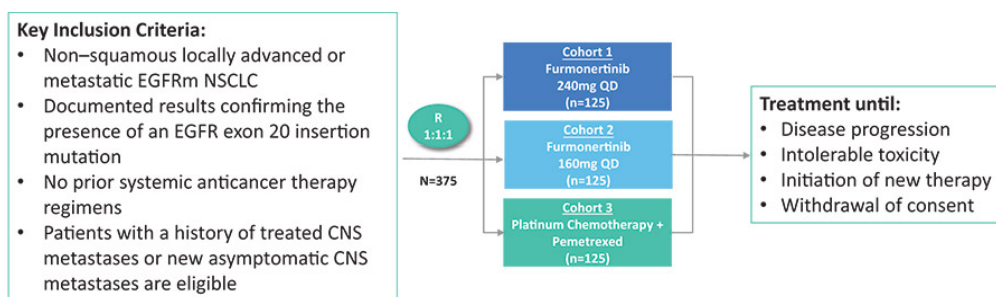 Key Inclusion Criteria:
• Non–squamous locally advanced or
metastatic EGFRm NSCLC
• Documented results confirming the
presence of an EGFR exon 20 insertion
mutation
• No prior systemic anticancer therapy
regimens
• Patients with a history of treated CNS
metastases or new asymptomatic CNS
metastases are eligible
R
1:1:1
N=375
Cohort 1
Furmonertinib
240mg QD
(n=125)
Cohort 2
Furmonertinib
160mg QD
(n=125)
Cohort 3
Platinum Chemotherapy +
Pemetrexed
(n=125)
Treatment until:
• Disease progression
• Intolerable toxicity
• Initiation of new therapy
• Withdrawal of consent